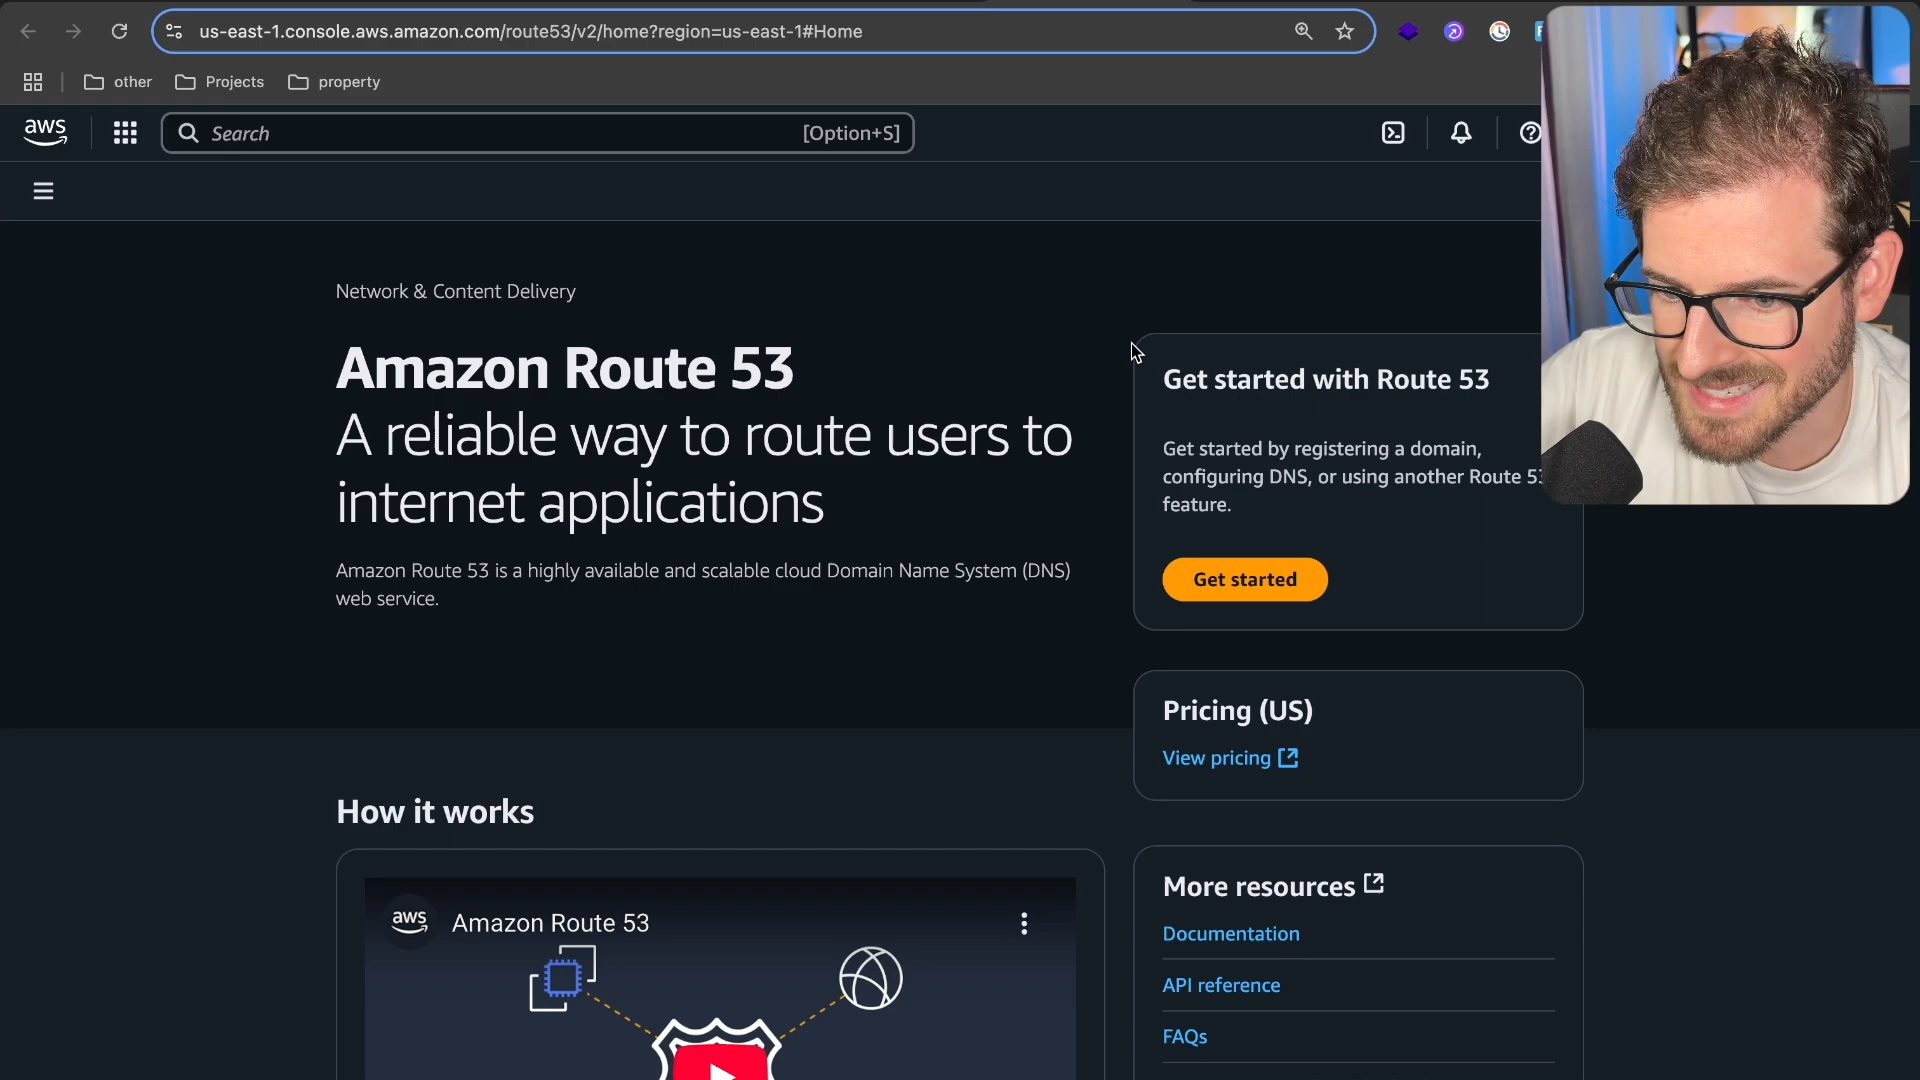 us-east-1.console.aws.amazon.com/route53/v2/home?region=us-east-1#Home
other
Projects
property
aws
Search
[Option+S]
Network & Content Delivery
Amazon Route 53
A reliable way to route users to
internet applications
Amazon Route 53 is a highly available and scalable cloud Domain Name System (DNS)
web service.
Get started with Route 53
Get started by registering a domain,
configuring DNS, or using another Route 53
feature.
Get started
Pricing (US)
View pricing
How it works
aws
Amazon Route 53
More resources
Documentation
API reference
FAQs